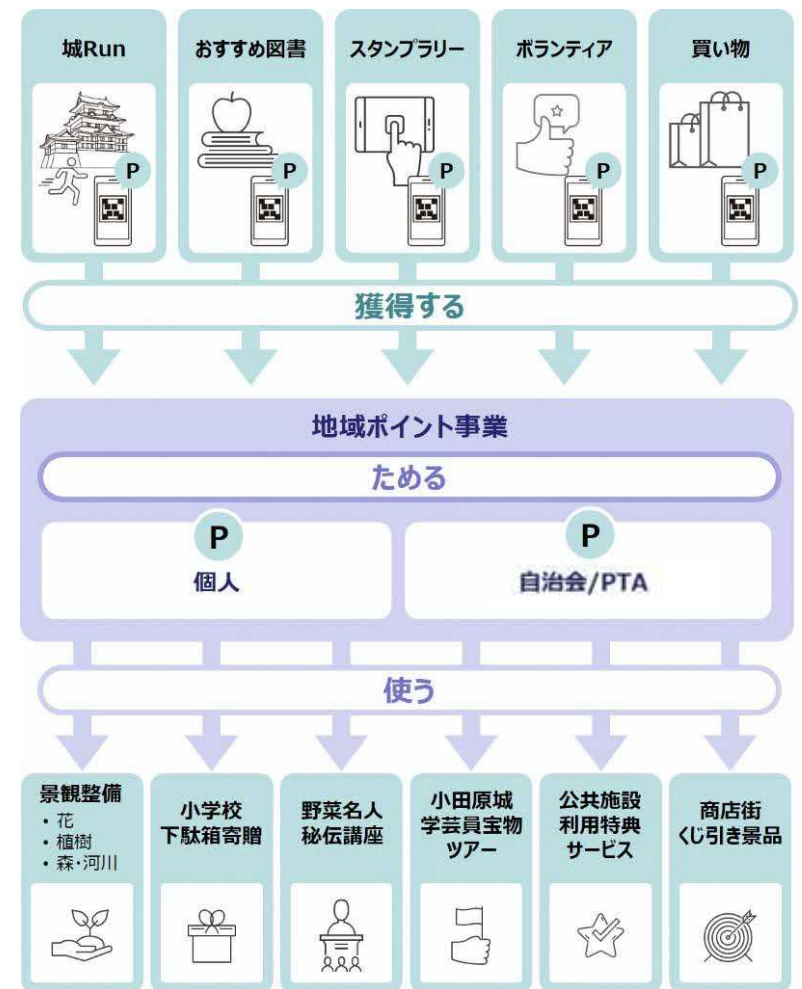 城Run
おすすめ図書
スタンプラリー
ボランティア
買い物
P
P
P
P
P
獲得する
地域ポイント事業
ためる
P
個人
P
自治会/PTA
使う
景観整備
• 花
• 植樹
• 森・河川
小学校
下駄箱寄贈
野菜名人
秘伝講座
小田原城
学芸員宝物
ツアー
公共施設
利用特典
サービス
商店街
くじ引き景品